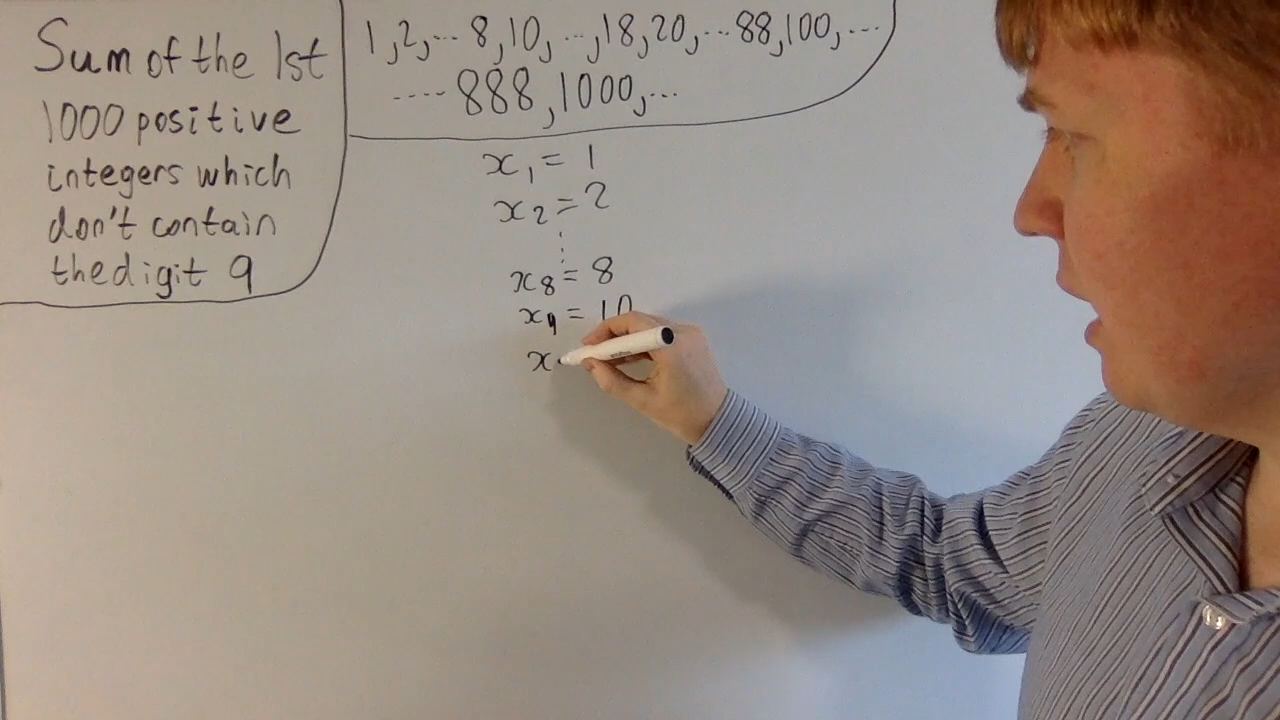 Sum of the 1st
1000 positive
integers which
don't contain
the digit 9
1, 2, ... 8, 10, ..., 18, 20, ... 88, 100, ...
.... 888, 1000, ...
x₁ = 1
x₂ = 2
⋮
x₈ = 8
x₉ = 10
x